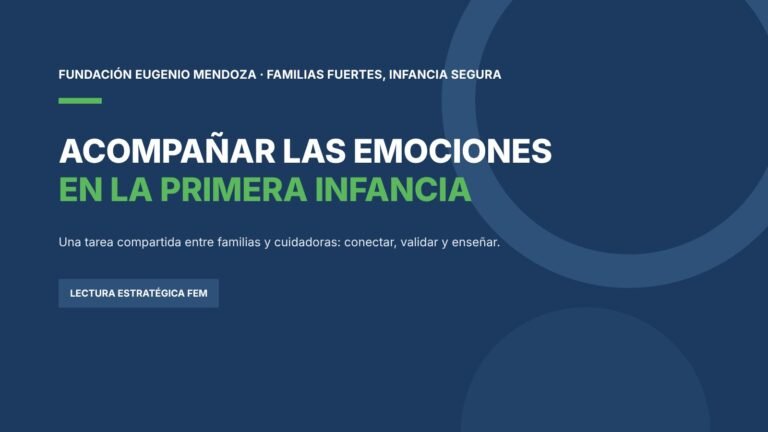 FUNDACIÓN EUGENIO MENDOZA · FAMILIAS FUERTES, INFANCIA SEGURA
ACOMPAÑAR LAS EMOCIONES
EN LA PRIMERA INFANCIA
Una tarea compartida entre familias y cuidadoras: conectar, validar y enseñar.
LECTURA ESTRATÉGICA FEM